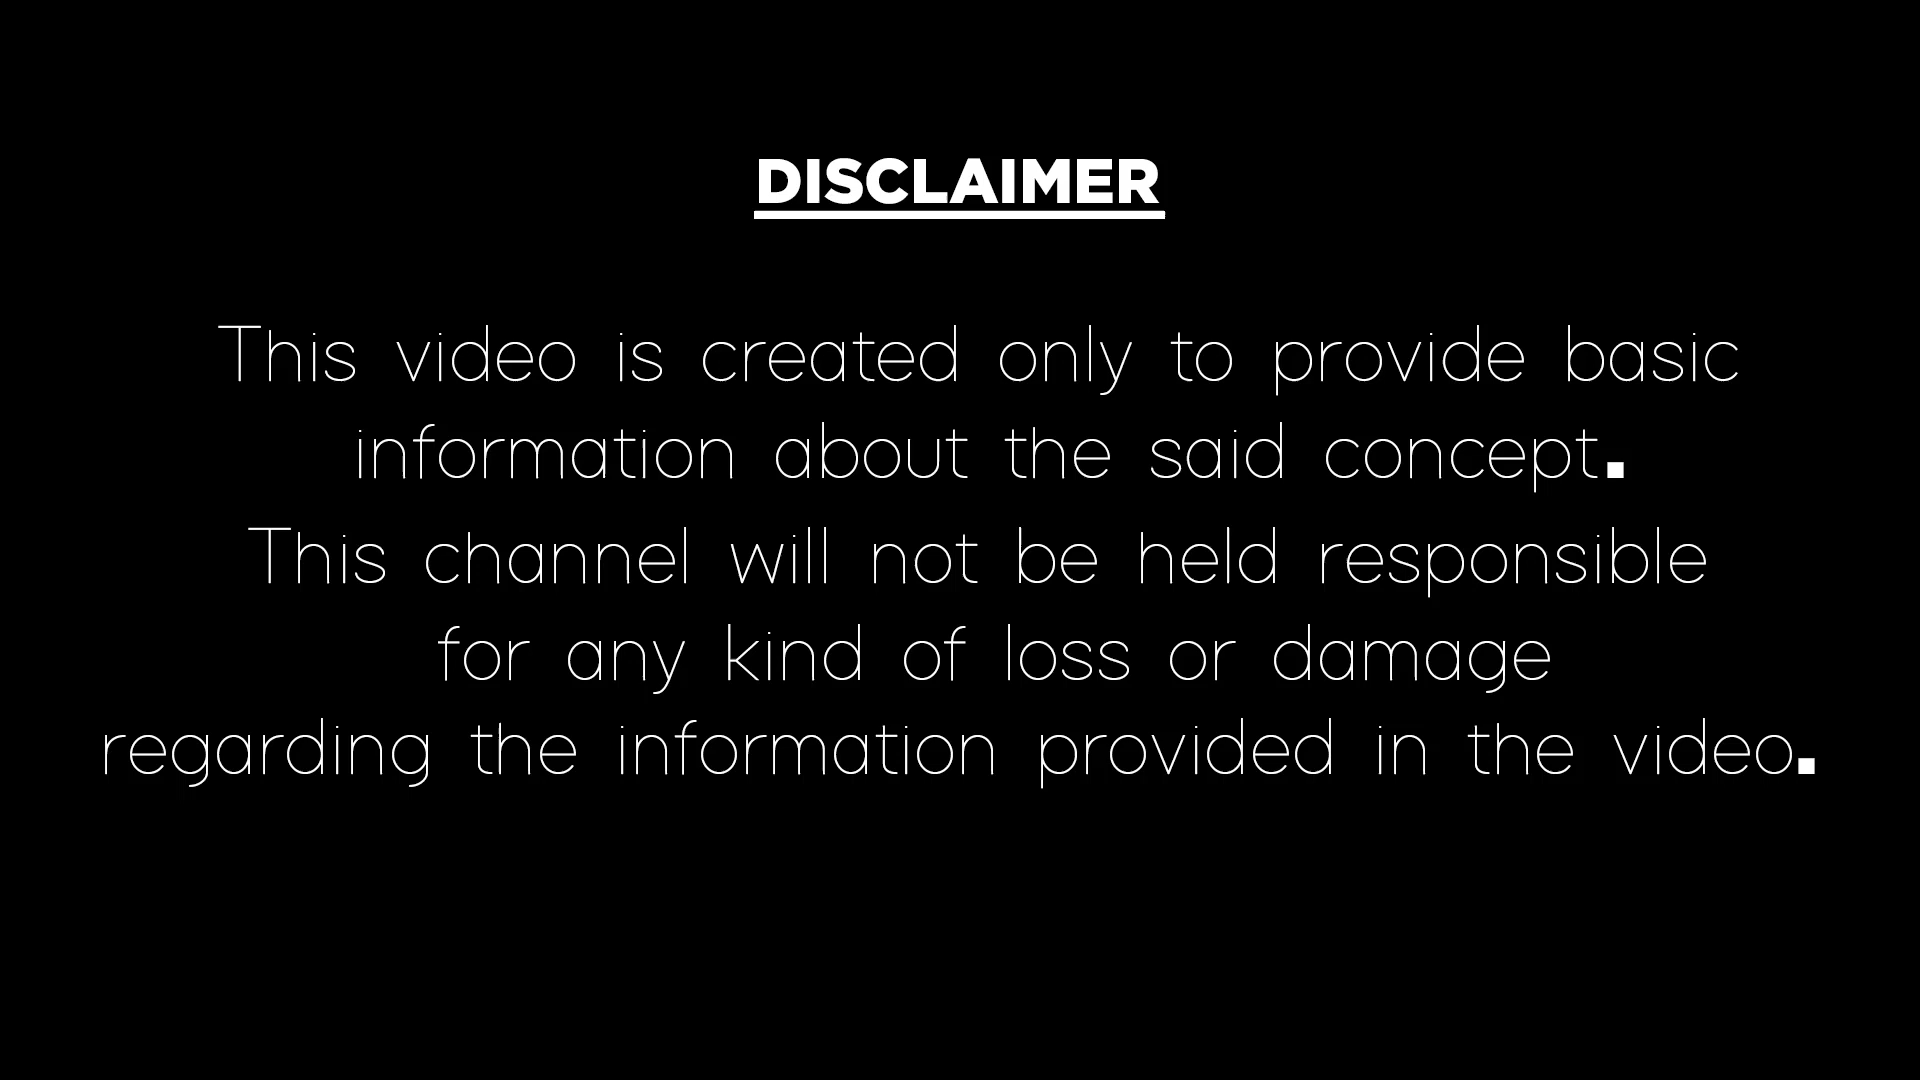 DISCLAIMER
This video is created only to provide basic
information about the said concept.
This channel will not be held responsible
for any kind of loss or damage
regarding the information provided in the video.